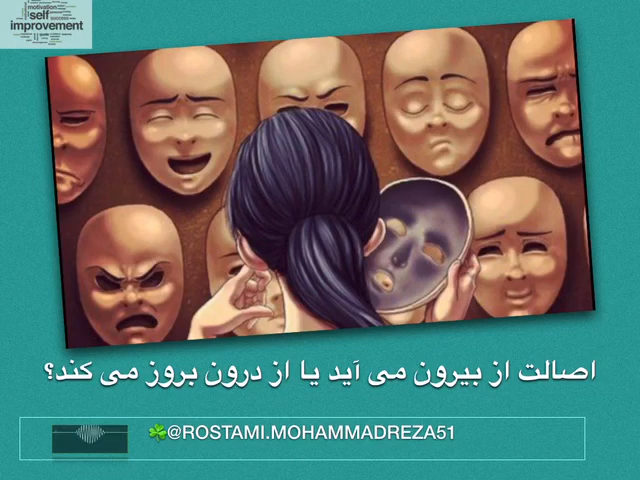 motivation
self
improvement
اصالت از بیرون می آید یا از درون بروز می کند؟
☘️@ROSTAMI.MOHAMMADREZA51